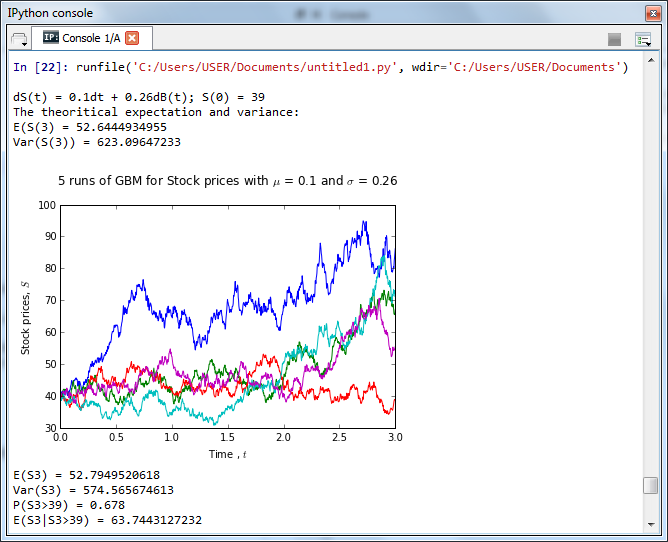 IPython console
Console 1/A
In [22]: runfile('C:/Users/USER/Documents/untitled1.py', wdir='C:/Users/USER/Documents')
dS(t) = 0.1dt + 0.26dB(t); S(0) = 39
The theoritical expectation and variance:
E(S(3) = 52.6444934955
Var(S(3)) = 623.09647233
5 runs of GBM for Stock prices with μ = 0.1 and σ = 0.26
Stock prices, S
100
90
80
70
60
50
40
30
0.0 0.5 1.0 1.5 2.0 2.5 3.0
Time , t
E(S3) = 52.7949520618
Var(S3) = 574.565674613
P(S3>39) = 0.678
E(S3|S3>39) = 63.7443127232